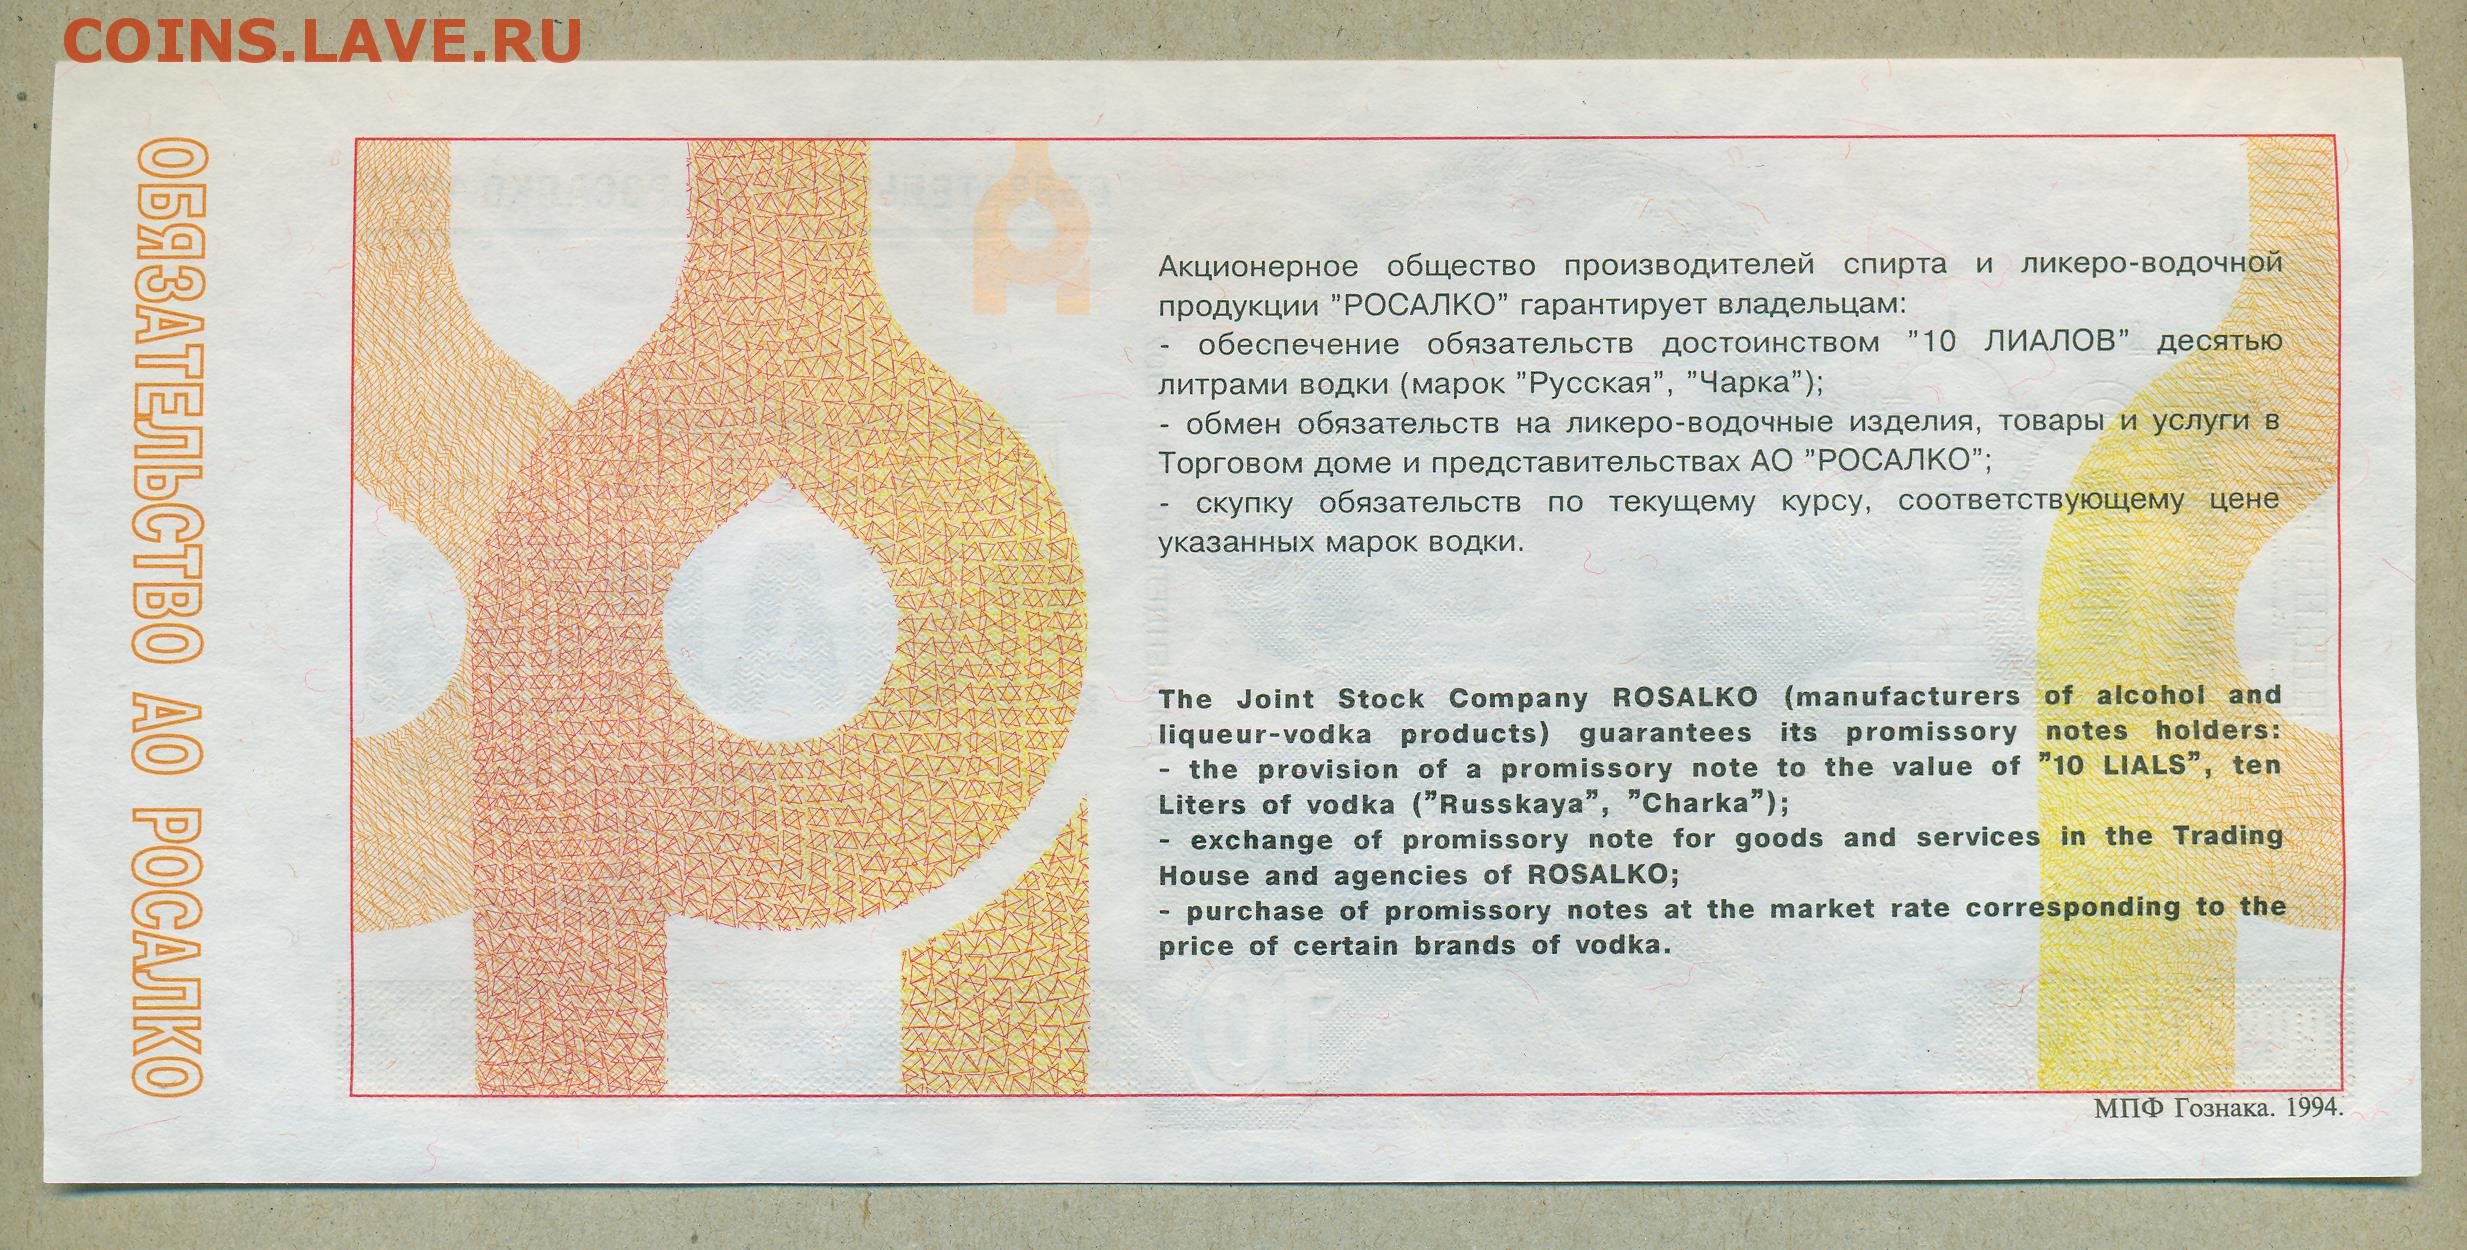 COINS.LAVE.RU
ОБЯЗАТЕЛЬСТВО АО РОСАЛКО
Акционерное общество производителей спирта и ликеро-водочной
продукции ”РОСАЛКО” гарантирует владельцам:
- обеспечение обязательств достоинством ”10 ЛИАЛОВ” десятью
литрами водки (марок ”Русская”, ”Чарка”);
- обмен обязательств на ликеро-водочные изделия, товары и услуги в
Торговом доме и представительствах АО ”РОСАЛКО”;
- скупку обязательств по текущему курсу, соответствующему цене
указанных марок водки.
The Joint Stock Company ROSALKO (manufacturers of alcohol and
liqueur-vodka products) guarantees its promissory notes holders:
- the provision of a promissory note to the value of ”10 LIALS”, ten
Liters of vodka (”Russkaya”, ”Charka”);
- exchange of promissory note for goods and services in the Trading
House and agencies of ROSALKO;
- purchase of promissory notes at the market rate corresponding to the
price of certain brands of vodka.
МПФ Гознака. 1994.